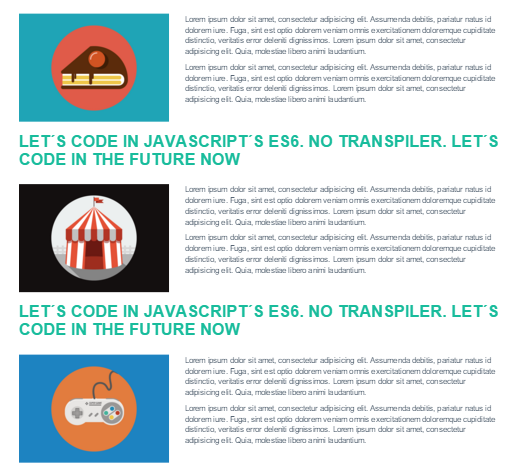 Lorem ipsum dolor sit amet, consectetur adipisicing elit. Assumenda debitis, pariatur natus id
dolorem iure. Fuga, sint est optio dolorem veniam omnis exercitationem doloremque cupiditate
distinctio, veritatis error deleniti dignissimos. Lorem ipsum dolor sit amet, consectetur
adipisicing elit. Quia, molestiae libero animi laudantium.
Lorem ipsum dolor sit amet, consectetur adipisicing elit. Assumenda debitis, pariatur natus id
dolorem iure. Fuga, sint est optio dolorem veniam omnis exercitationem doloremque cupiditate
distinctio, veritatis error deleniti dignissimos. Lorem ipsum dolor sit amet, consectetur
adipisicing elit. Quia, molestiae libero animi laudantium.
LET´S CODE IN JAVASCRIPT´S ES6. NO TRANSPILER. LET´S
CODE IN THE FUTURE NOW
Lorem ipsum dolor sit amet, consectetur adipisicing elit. Assumenda debitis, pariatur natus id
dolorem iure. Fuga, sint est optio dolorem veniam omnis exercitationem doloremque cupiditate
distinctio, veritatis error deleniti dignissimos. Lorem ipsum dolor sit amet, consectetur
adipisicing elit. Quia, molestiae libero animi laudantium.
Lorem ipsum dolor sit amet, consectetur adipisicing elit. Assumenda debitis, pariatur natus id
dolorem iure. Fuga, sint est optio dolorem veniam omnis exercitationem doloremque cupiditate
distinctio, veritatis error deleniti dignissimos. Lorem ipsum dolor sit amet, consectetur
adipisicing elit. Quia, molestiae libero animi laudantium.
LET´S CODE IN JAVASCRIPT´S ES6. NO TRANSPILER. LET´S
CODE IN THE FUTURE NOW
Lorem ipsum dolor sit amet, consectetur adipisicing elit. Assumenda debitis, pariatur natus id
dolorem iure. Fuga, sint est optio dolorem veniam omnis exercitationem doloremque cupiditate
distinctio, veritatis error deleniti dignissimos. Lorem ipsum dolor sit amet, consectetur
adipisicing elit. Quia, molestiae libero animi laudantium.
Lorem ipsum dolor sit amet, consectetur adipisicing elit. Assumenda debitis, pariatur natus id
dolorem iure. Fuga, sint est optio dolorem veniam omnis exercitationem doloremque cupiditate
distinctio, veritatis error deleniti dignissimos. Lorem ipsum dolor sit amet, consectetur
adipisicing elit. Quia, molestiae libero animi laudantium.